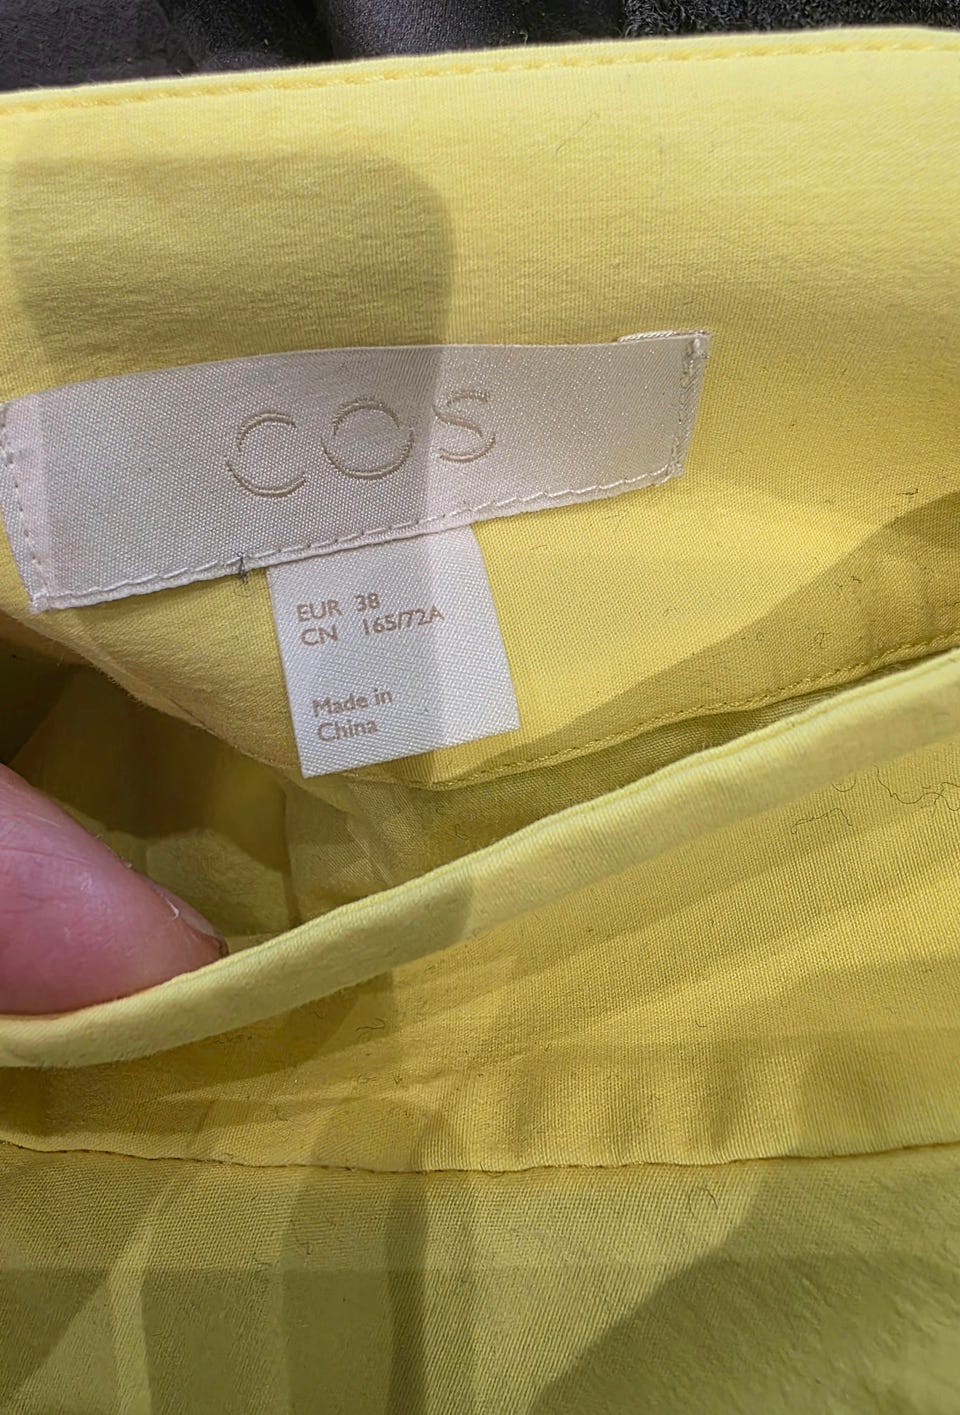 COS
EUR 38
CN 165/72A
Made in
China